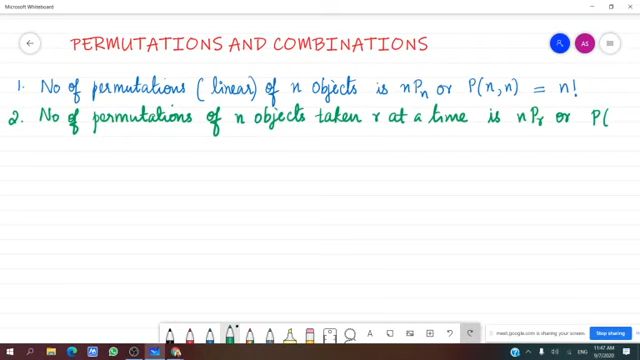 Microsoft Whiteboard
PERMUTATIONS AND COMBINATIONS
AS
1. No of permutations (linear) of n objects is nPn or P(n,n) = n!
2. No of permutations of n objects taken r at a time is nPr or P(
meet.google.com is sharing your screen.
Stop sharing
ENG
11:47 AM
9/7/2020